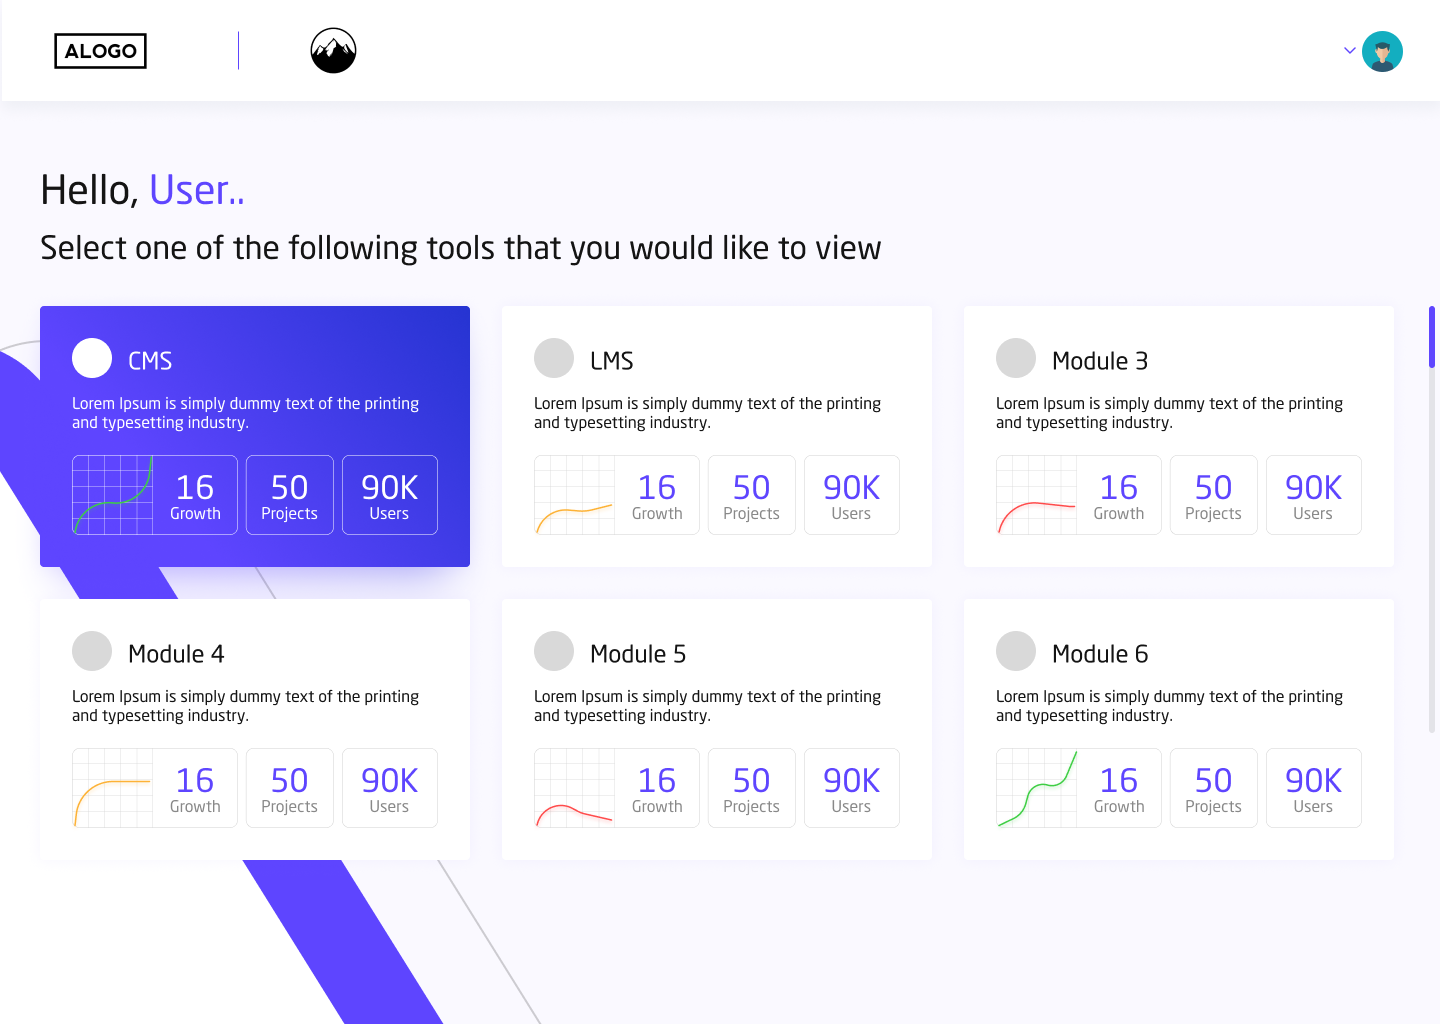 ALOGO
Hello, User..
Select one of the following tools that you would like to view
CMS
Lorem Ipsum is simply dummy text of the printing
and typesetting industry.
16
Growth
50
Projects
90K
Users
LMS
Lorem Ipsum is simply dummy text of the printing
and typesetting industry.
16
Growth
50
Projects
90K
Users
Module 3
Lorem Ipsum is simply dummy text of the printing
and typesetting industry.
16
Growth
50
Projects
90K
Users
Module 4
Lorem Ipsum is simply dummy text of the printing
and typesetting industry.
16
Growth
50
Projects
90K
Users
Module 5
Lorem Ipsum is simply dummy text of the printing
and typesetting industry.
16
Growth
50
Projects
90K
Users
Module 6
Lorem Ipsum is simply dummy text of the printing
and typesetting industry.
16
Growth
50
Projects
90K
Users